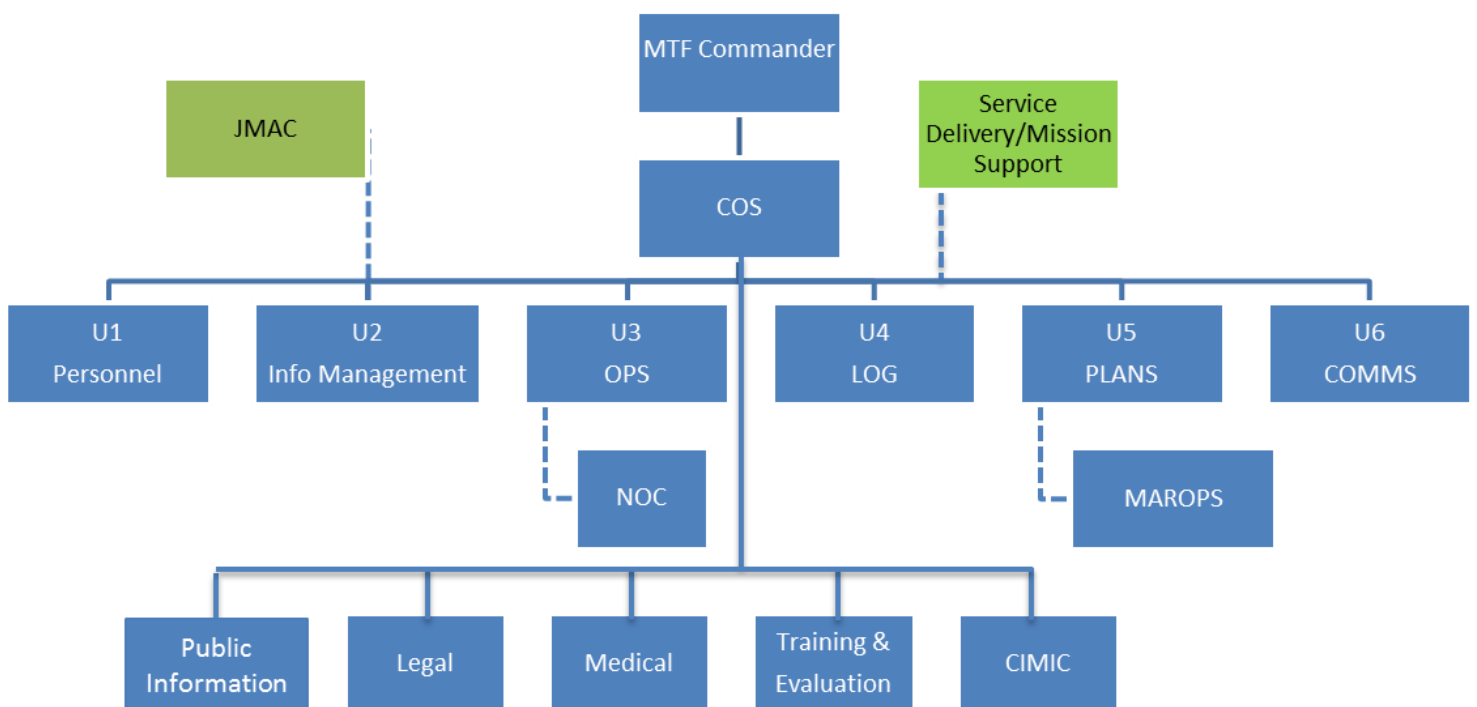 MTF Commander
JMAC
Service
Delivery/Mission
Support
COS
U1
Personnel
U2
Info Management
U3
OPS
U4
LOG
U5
PLANS
U6
COMMS
NOC
MAROPS
Public
Information
Legal
Medical
Training &
Evaluation
CIMIC